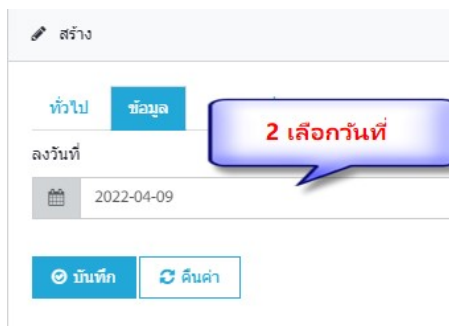 สร้าง
ทั่วไป ข้อมูล
2 เลือกวันที่
ลงวันที่
2022-04-09
บันทึก คืนค่า